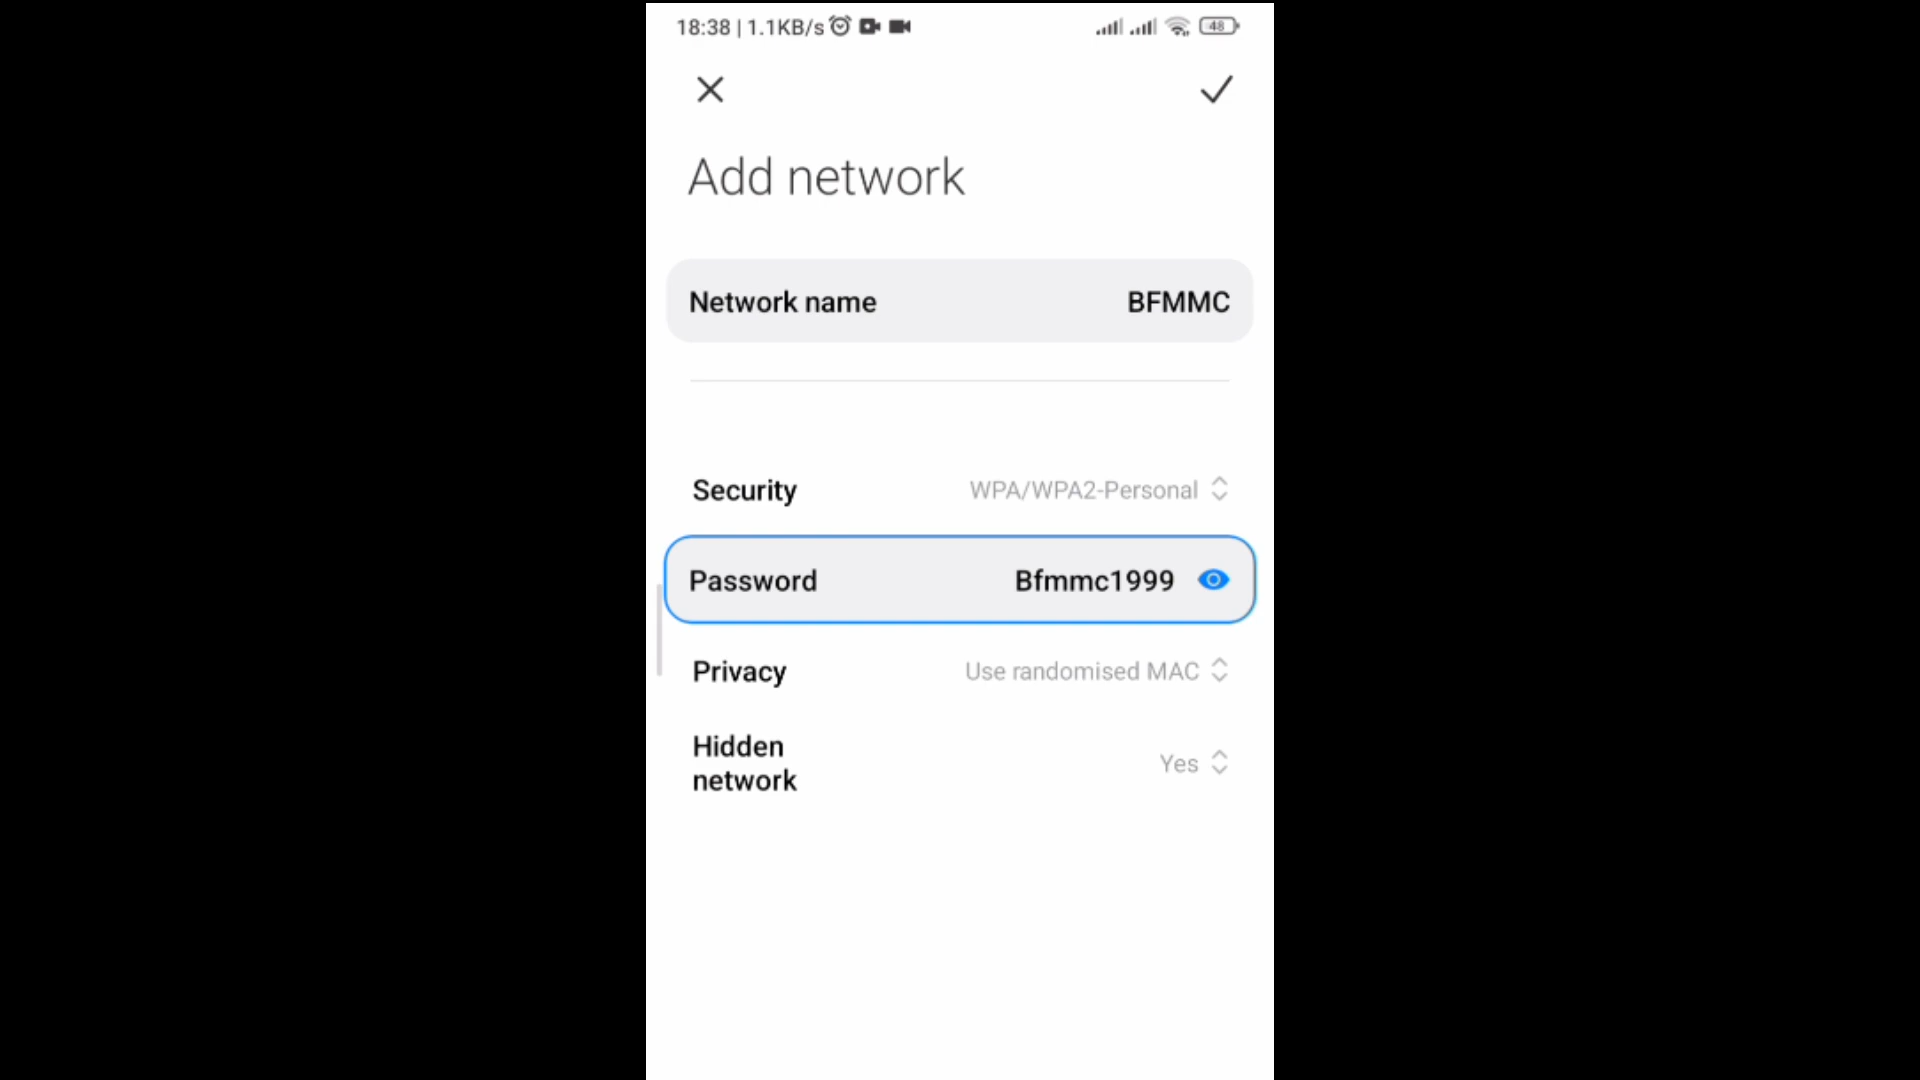 18:38 | 1.1KB/s 48
Add network
Network name BFMMC
Security WPA/WPA2-Personal
Password Bfmmc1999
Privacy Use randomised MAC
Hidden network Yes